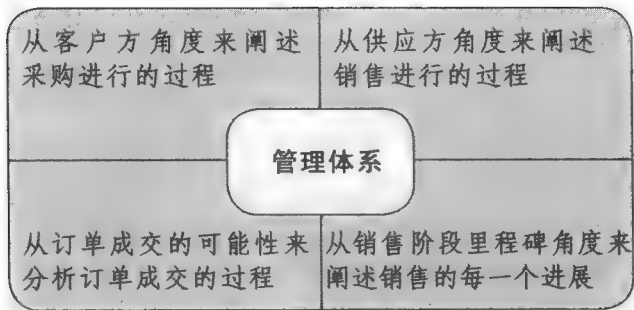 从客户方角度来阐述
采购进行的过程
从供应方角度来阐述
销售进行的过程
管理体系
从订单成交的可能性来
分析订单成交的过程
从销售阶段里程碑角度来
阐述销售的每一个进展